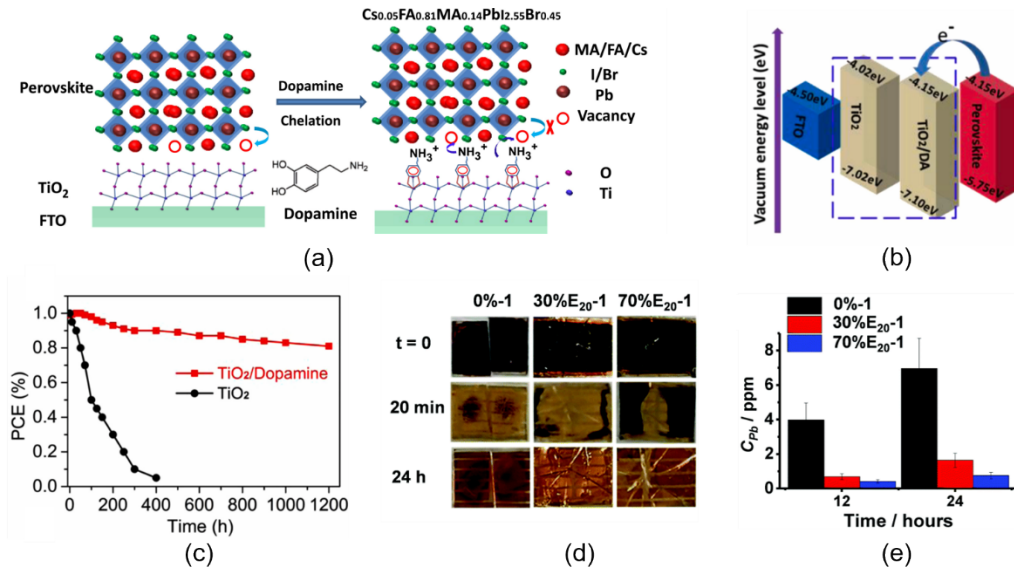 Cs0.05FA0.81MA0.14PbI2.55Br0.45
Perovskite
Dopamine
Chelation
MA/FA/Cs
I/Br
Pb
Vacancy
NH3+ NH3+ NH3+
TiO2
FTO
HO
HO
NH2
Dopamine
O
Ti
(a)
Vacuum energy level (eV)
e-
-4.50eV
FTO
-4.02eV
TiO2
-7.02eV
-4.15eV
TiO2/DA
-7.10eV
-4.15eV
Perovskite
-5.75eV
(b)
PCE (%)
1.0
0.8
0.6
0.4
0.2
0.0
TiO2/Dopamine
TiO2
0 200 400 600 800 1000 1200
Time (h)
(c)
0%-1 30%E20-1 70%E20-1
t = 0
20 min
24 h
(d)
0%-1
30%E20-1
70%E20-1
CPb / ppm
8
6
4
2
0
12 24
Time / hours
(e)